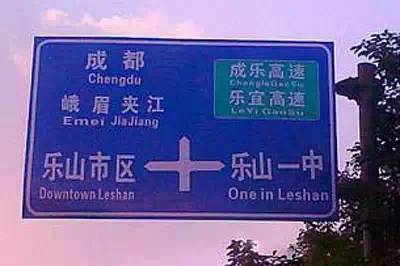 成都
Chengdu
峨眉夹江
Emei JiaJiang
成乐高速
ChengleGaoSu
乐宜高速
LeYi GaoSu
乐山市区
Downtown Leshan
乐山一中
One in Leshan